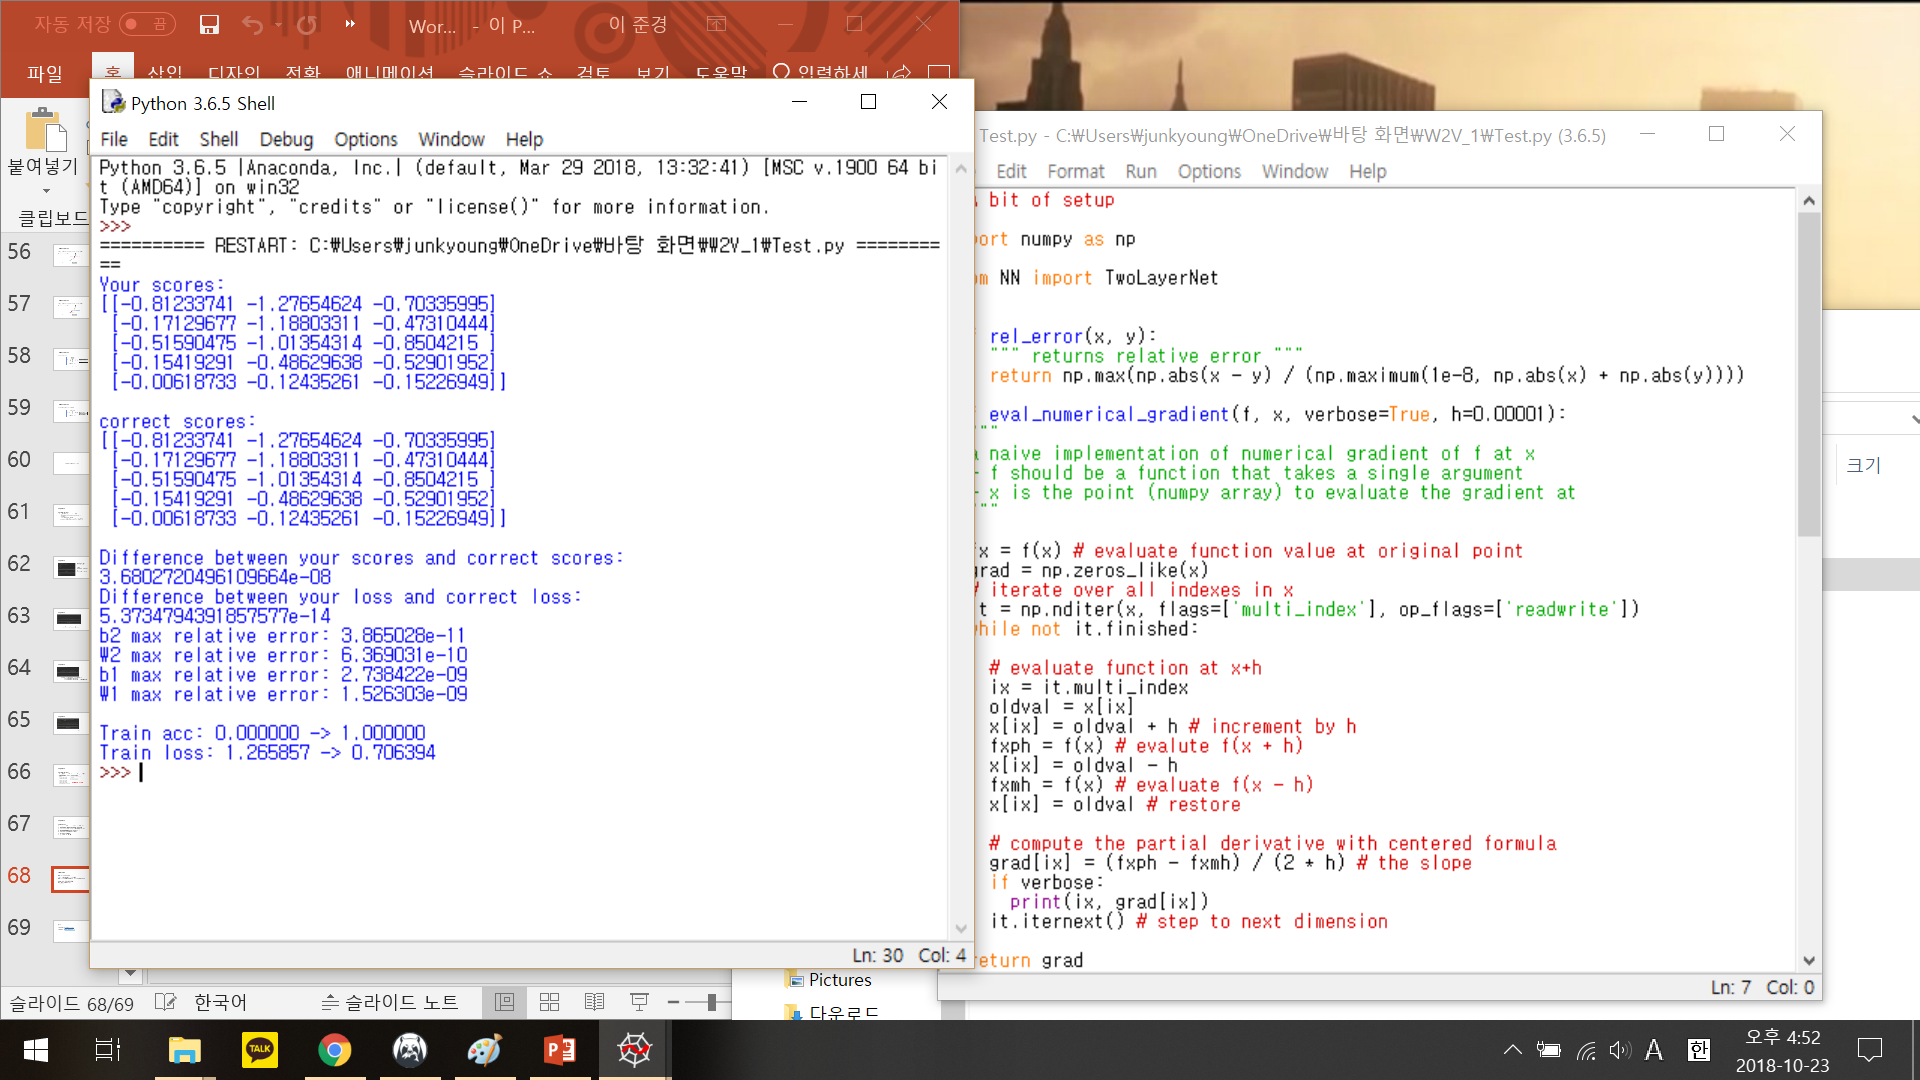 자동 저장 끔
Wor... - 이 P...
이 준경
파일 홈 삽입 디자인 전환 애니메이션 슬라이드 쇼 검토 보기 도움말 입력하세
붙여넣기
클립보드
56
57
58
59
60
61
62
63
64
65
66
67
68
69
슬라이드 68/69 한국어 슬라이드 노트
Python 3.6.5 Shell
File Edit Shell Debug Options Window Help
Python 3.6.5 |Anaconda, Inc.| (default, Mar 29 2018, 13:32:41) [MSC v.1900 64 bi
t (AMD64)] on win32
Type "copyright", "credits" or "license()" for more information.
>>>
========== RESTART: C:₩Users₩junkyoung₩OneDrive₩바탕 화면₩W2V_1₩Test.py ========
==
Your scores:
[[-0.81233741 -1.27654624 -0.70335995]
[-0.17129677 -1.18803311 -0.47310444]
[-0.51590475 -1.01354314 -0.8504215 ]
[-0.15419291 -0.48629638 -0.52901952]
[-0.00618733 -0.12435261 -0.15226949]]
correct scores:
[[-0.81233741 -1.27654624 -0.70335995]
[-0.17129677 -1.18803311 -0.47310444]
[-0.51590475 -1.01354314 -0.8504215 ]
[-0.15419291 -0.48629638 -0.52901952]
[-0.00618733 -0.12435261 -0.15226949]]
Difference between your scores and correct scores:
3.6802720496109664e-08
Difference between your loss and correct loss:
5.3734794391857577e-14
b2 max relative error: 3.865028e-11
W2 max relative error: 6.369031e-10
b1 max relative error: 2.738422e-09
W1 max relative error: 1.526303e-09
Train acc: 0.000000 -> 1.000000
Train loss: 1.265857 -> 0.706394
>>>
Ln: 30 Col: 4
Test.py - C:₩Users₩junkyoung₩OneDrive₩바탕 화면₩W2V_1₩Test.py (3.6.5)
Edit Format Run Options Window Help
bit of setup
ort numpy as np
m NN import TwoLayerNet
rel_error(x, y):
""" returns relative error """
return np.max(np.abs(x - y) / (np.maximum(1e-8, np.abs(x) + np.abs(y))))
eval_numerical_gradient(f, x, verbose=True, h=0.00001):
""
a naive implementation of numerical gradient of f at x
- f should be a function that takes a single argument
- x is the point (numpy array) to evaluate the gradient at
""
fx = f(x) # evaluate function value at original point
grad = np.zeros_like(x)
# iterate over all indexes in x
it = np.nditer(x, flags=['multi_index'], op_flags=['readwrite'])
while not it.finished:
# evaluate function at x+h
ix = it.multi_index
oldval = x[ix]
x[ix] = oldval + h # increment by h
fxph = f(x) # evalute f(x + h)
x[ix] = oldval - h
fxmh = f(x) # evaluate f(x - h)
x[ix] = oldval # restore
# compute the partial derivative with centered formula
grad[ix] = (fxph - fxmh) / (2 * h) # the slope
if verbose:
print(ix, grad[ix])
it.iternext() # step to next dimension
return grad
Ln: 7 Col: 0
크기
Pictures
다운로드
TALK
A 한
오후 4:52
2018-10-23